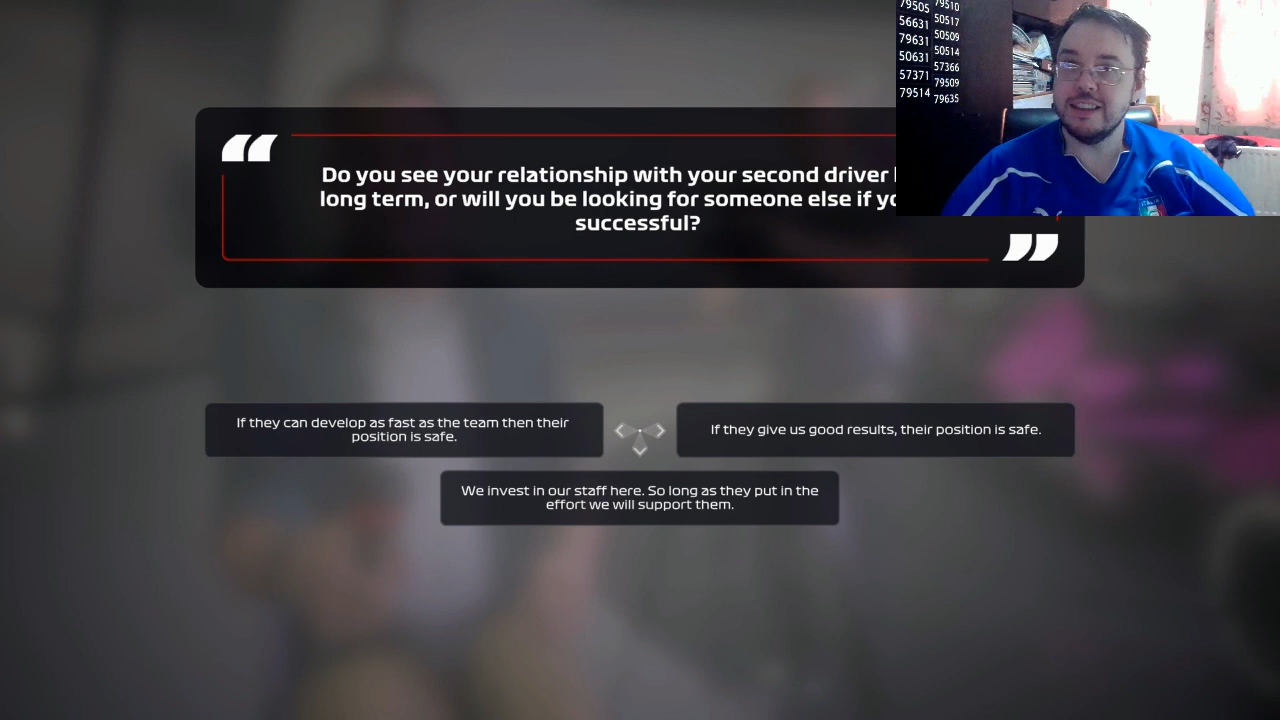 79505 79510
56631 50517
79631 50509
50631 50514
57371 57366
79514 79509
79635
Do you see your relationship with your second driver
long term, or will you be looking for someone else if
successful?
If they can develop as fast as the team then their
position is safe.
If they give us good results, their position is safe.
We invest in our staff here. So long as they put in the
effort we will support them.
ITALIA